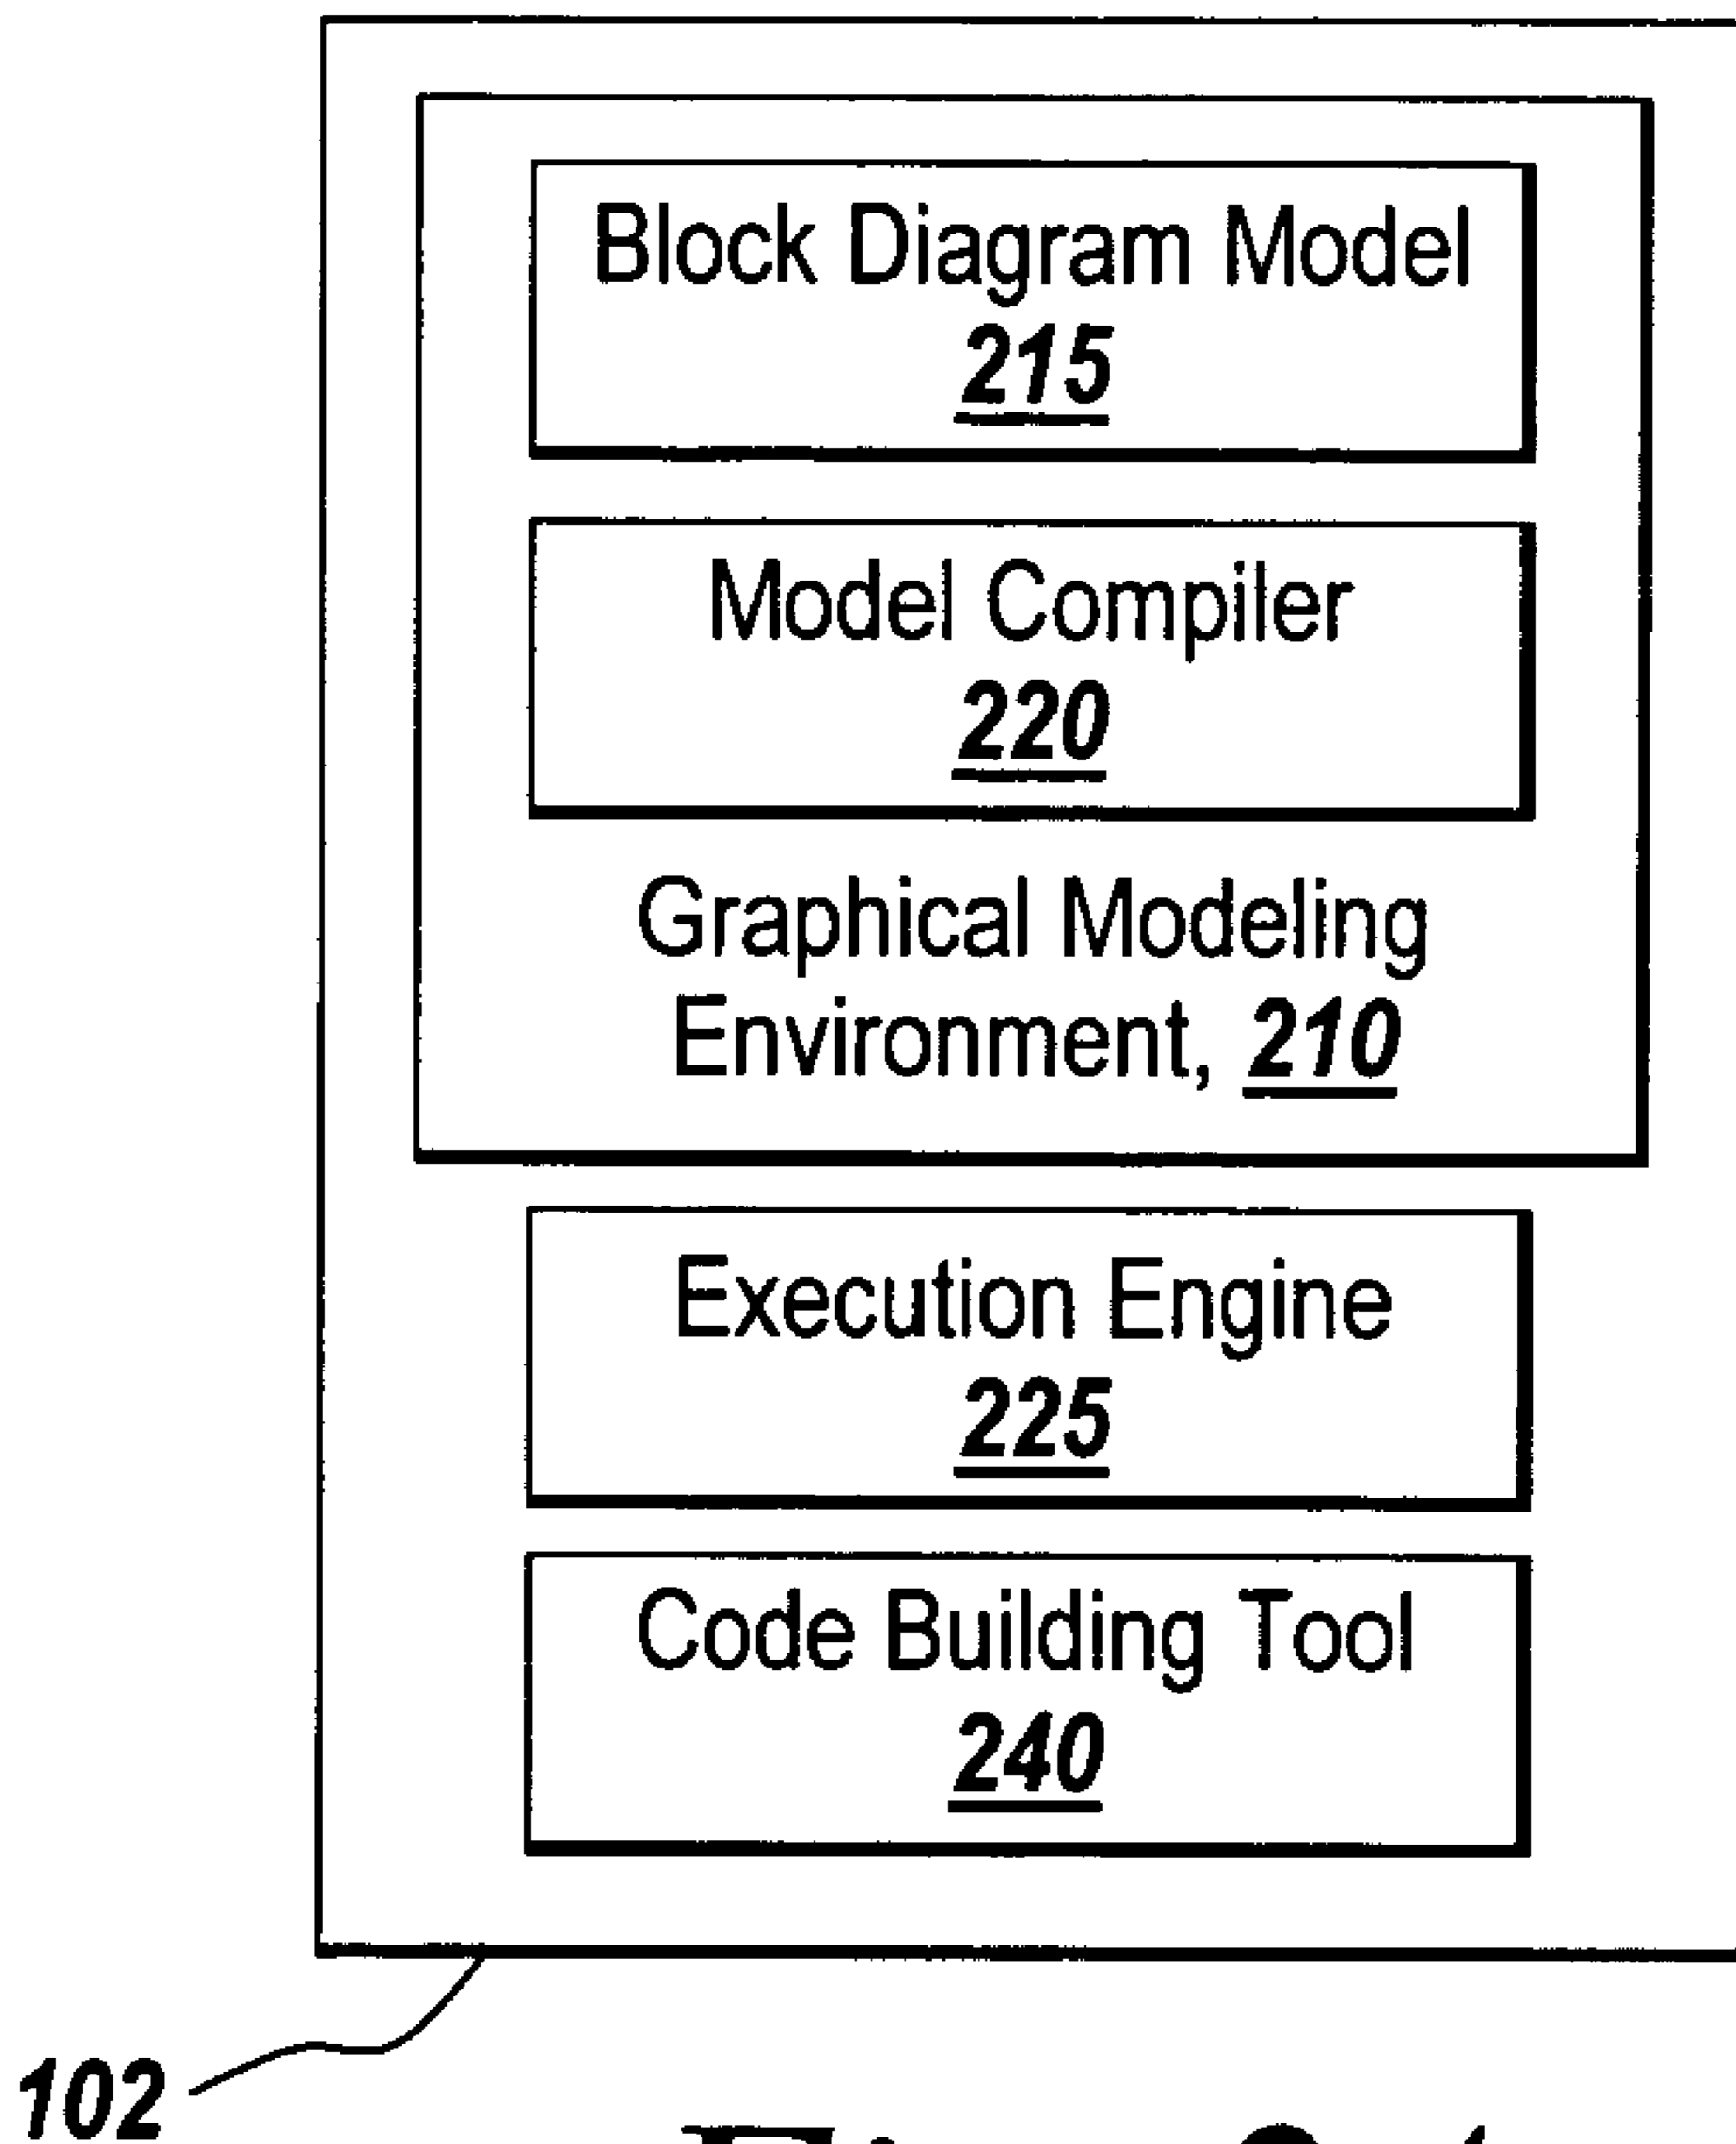 Block Diagram Model
215
Model Compiler
220
Graphical Modeling
Environment, 210
Execution Engine
225
Code Building Tool
240
102